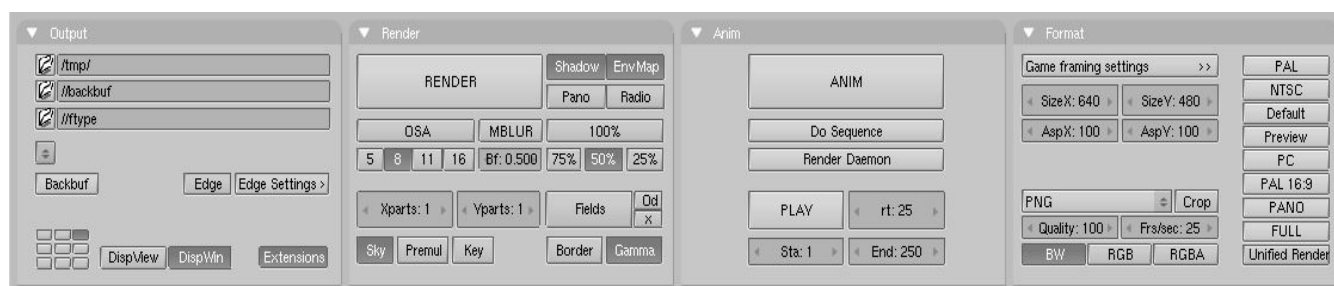 Output
/tmp/
//backbuf
//ftype
Backbuf Edge Edge Settings >
DispView DispWin Extensions
Render
RENDER
Shadow EnvMap
Pano Radio
OSA MBLUR 100%
5 8 11 16 Bf: 0.500 75% 50% 25%
Xparts: 1 Yparts: 1 Fields Od
X
Sky Premul Key Border Gamma
Anim
ANIM
Do Sequence
Render Daemon
PLAY rt: 25
Sta: 1 End: 250
Format
Game framing settings >>
SizeX: 640 SizeY: 480
AspX: 100 AspY: 100
PNG Crop
Quality: 100 Frs/sec: 25
BW RGB RGBA
PAL
NTSC
Default
Preview
PC
PAL 16:9
PANO
FULL
Unified Render